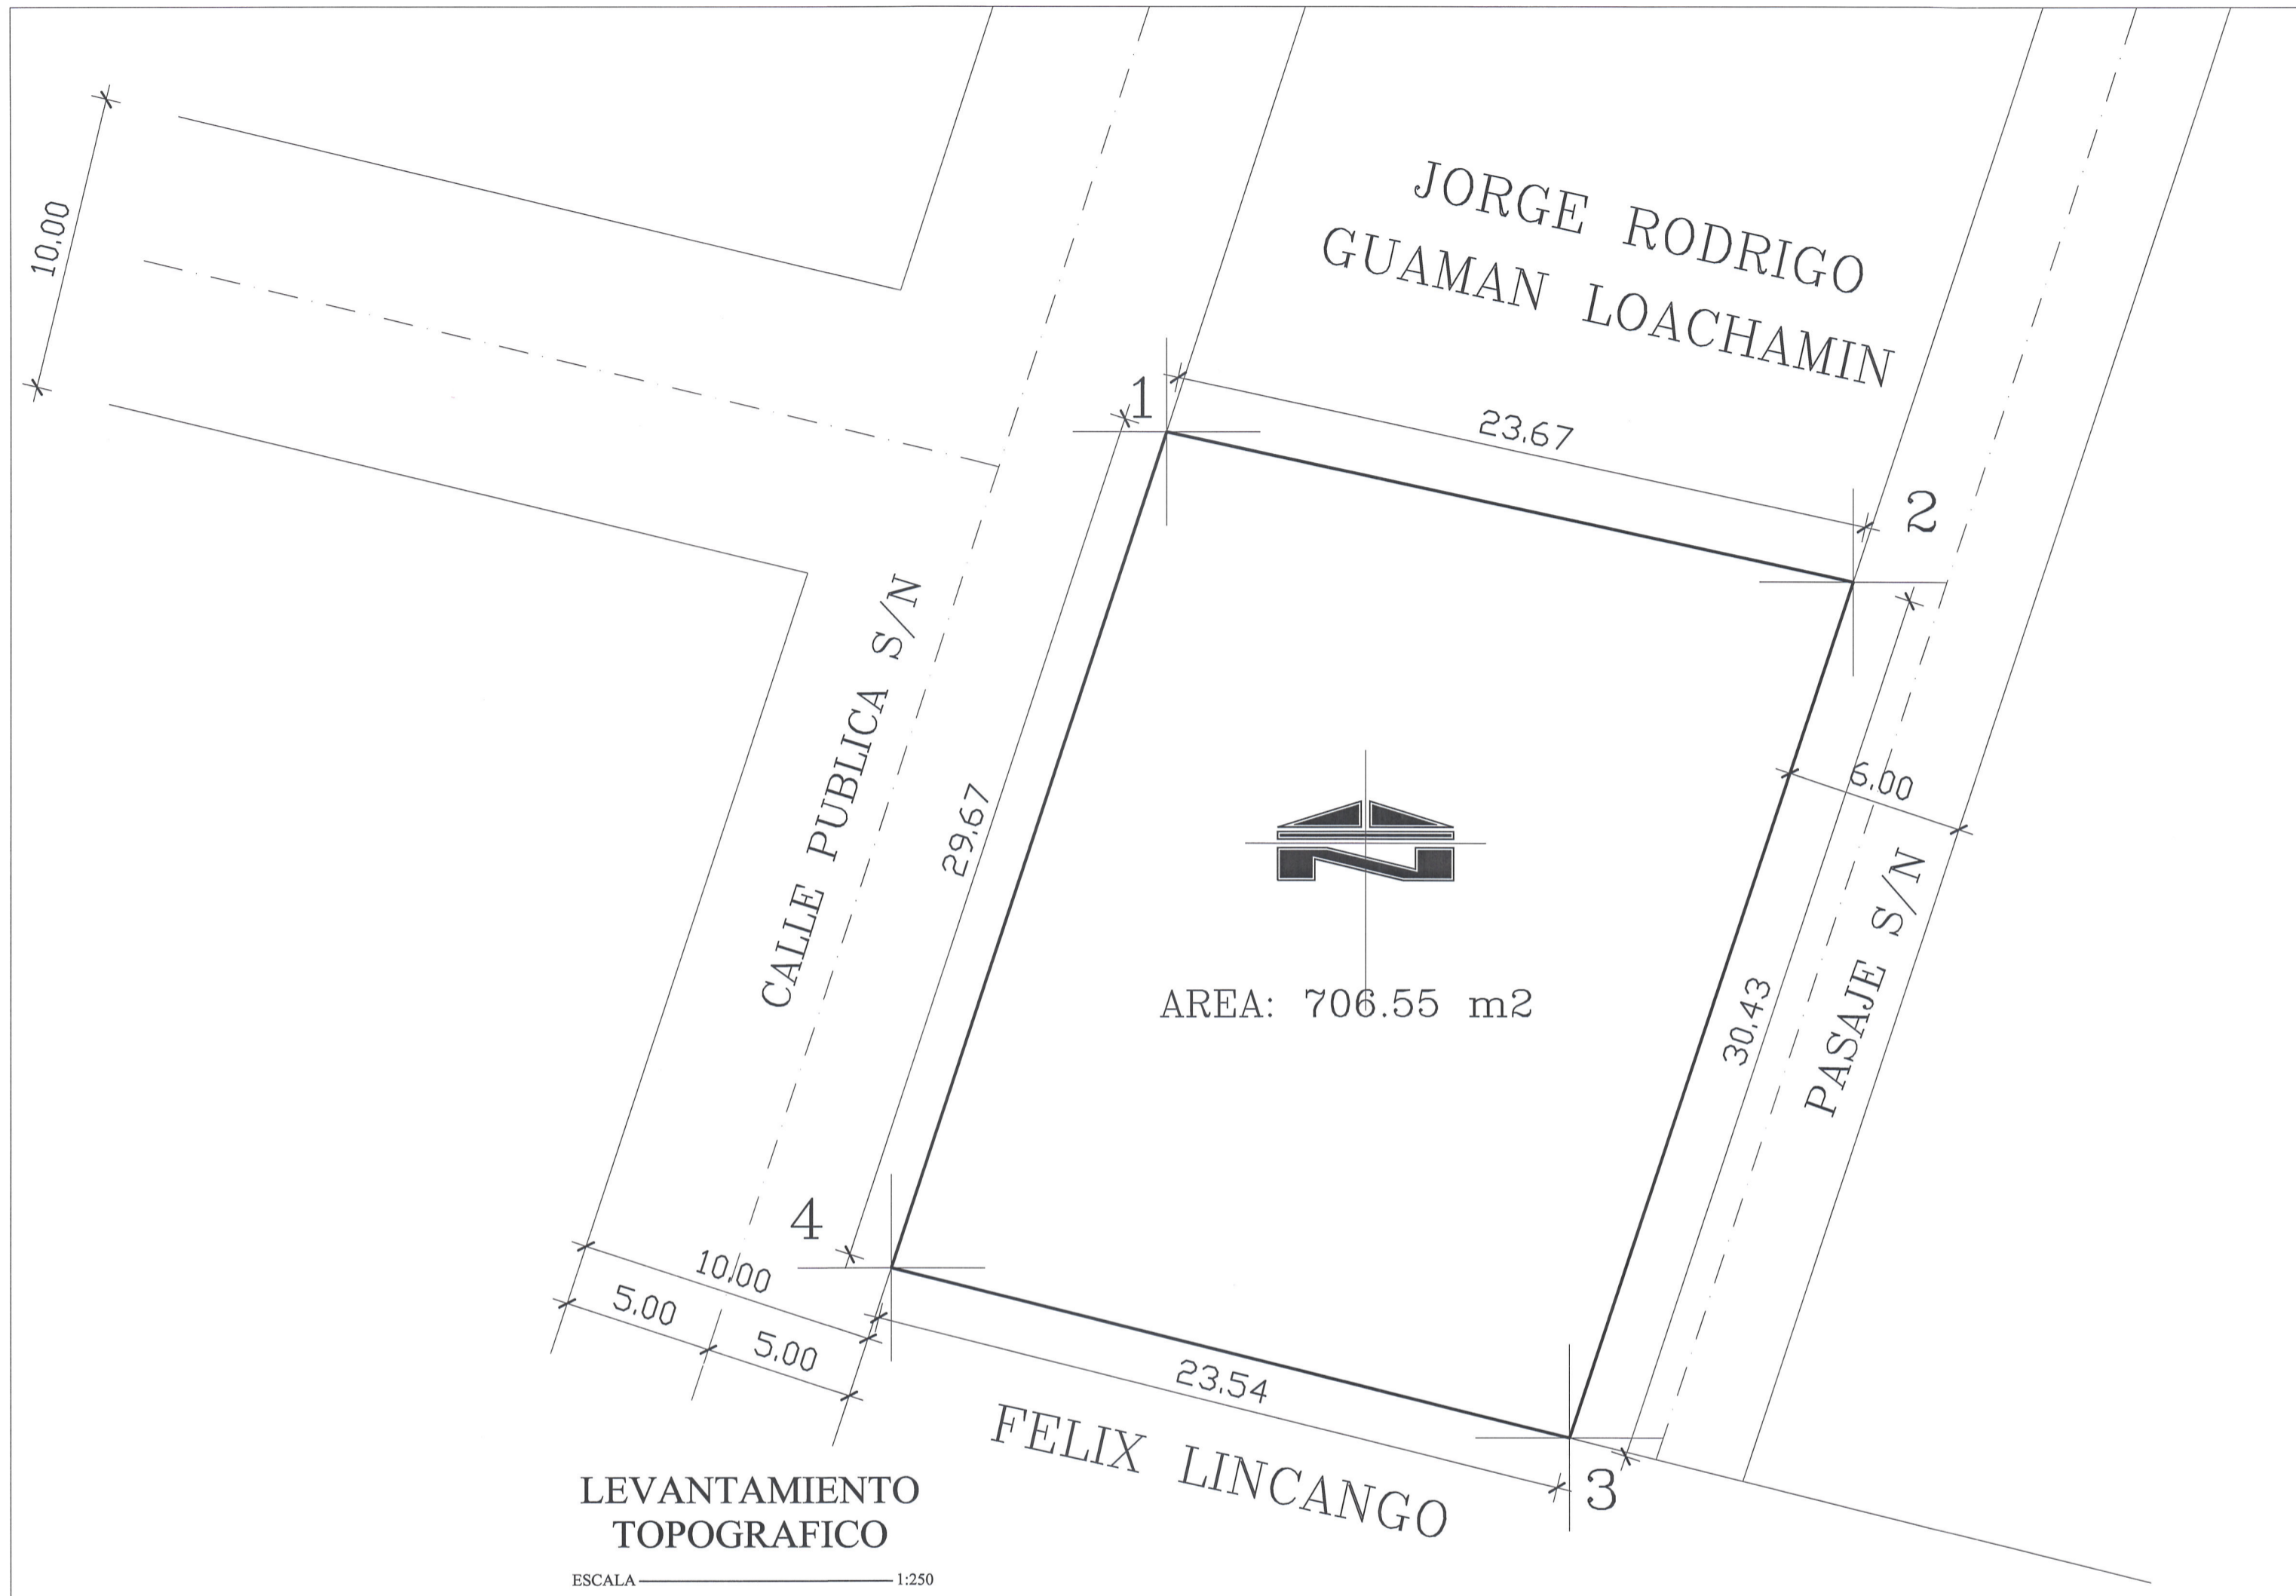 10.00
JORGE RODRIGO
GUAMAN LOACHAMIN
1
23.67
2
CALLE PUBLICA S/N
29.67
6.00
N
AREA: 706.55 m2
30.43
PASAJE S/N
4
10.00
5.00
5.00
23.54
3
FELIX LINCANGO
LEVANTAMIENTO
TOPOGRAFICO
ESCALA 1:250